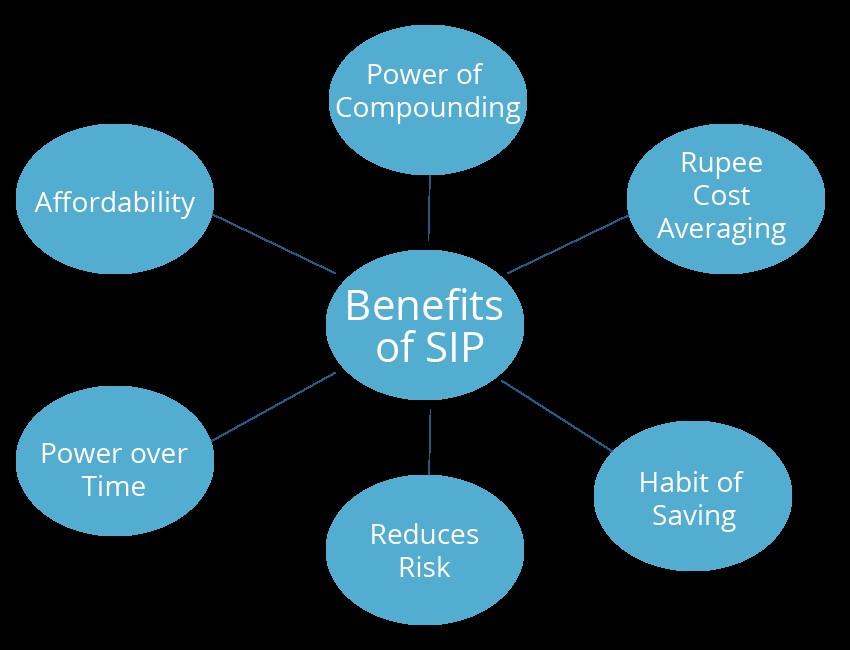 Power of
Compounding
Affordability
Rupee
Cost
Averaging
Benefits
of SIP
Power over
Time
Reduces
Risk
Habit of
Saving